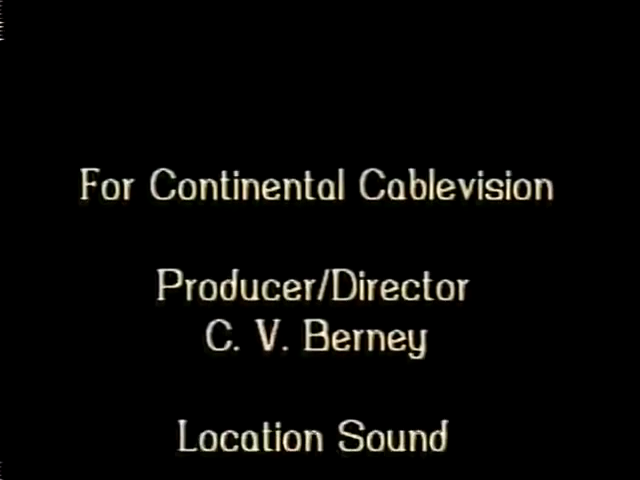 For Continental Cablevision
Producer/Director
C. V. Berney
Location Sound